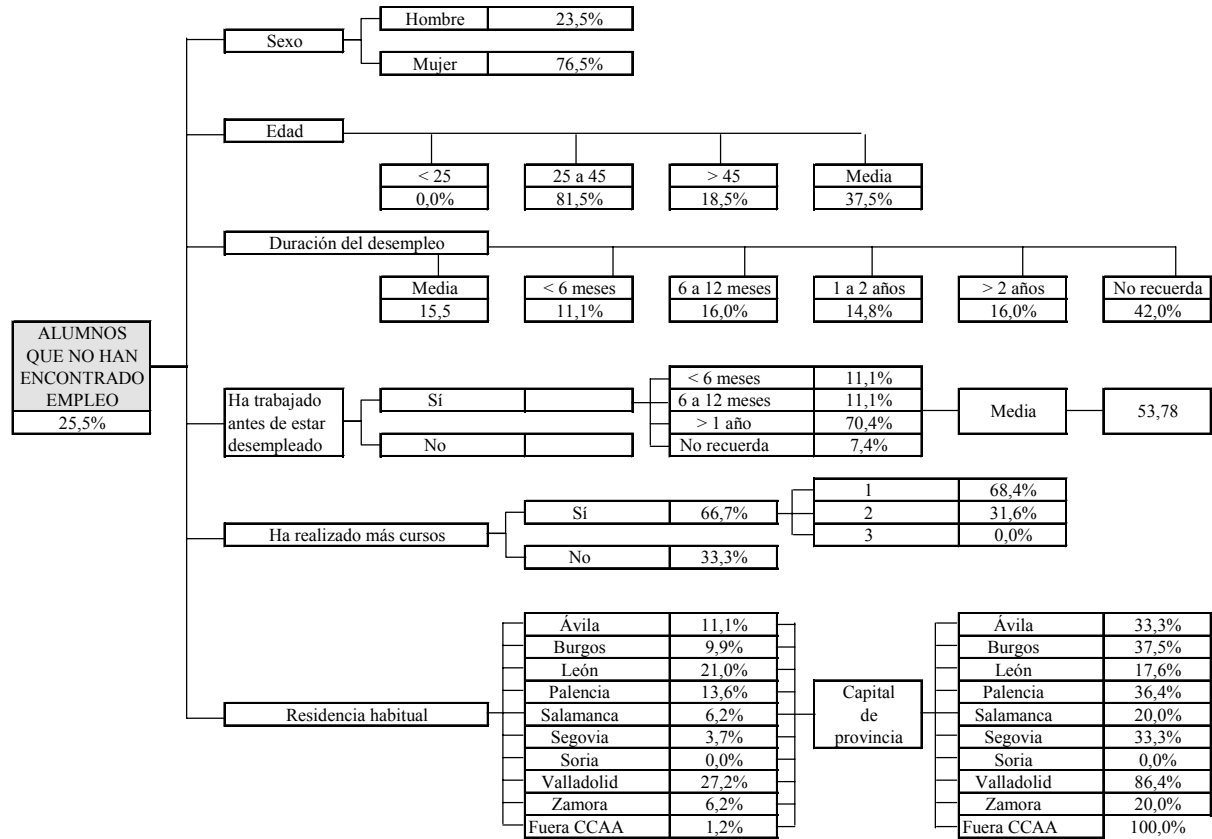 Hombre 23,5%
Sexo
Mujer 76,5%
Edad
< 25 25 a 45 > 45 Media
0,0% 81,5% 18,5% 37,5%
Duración del desempleo
Media < 6 meses 6 a 12 meses 1 a 2 años > 2 años No recuerda
15,5 11,1% 16,0% 14,8% 16,0% 42,0%
ALUMNOS
QUE NO HAN
ENCONTRADO
EMPLEO
25,5%
Ha trabajado
antes de estar
desempleado
Sí
No
< 6 meses 11,1%
6 a 12 meses 11,1%
> 1 año 70,4%
No recuerda 7,4%
Media 53,78
Ha realizado más cursos
Sí 66,7%
No 33,3%
1 68,4%
2 31,6%
3 0,0%
Residencia habitual
Ávila 11,1%
Burgos 9,9%
León 21,0%
Palencia 13,6%
Salamanca 6,2%
Segovia 3,7%
Soria 0,0%
Valladolid 27,2%
Zamora 6,2%
Fuera CCAA 1,2%
Capital
de
provincia
Ávila 33,3%
Burgos 37,5%
León 17,6%
Palencia 36,4%
Salamanca 20,0%
Segovia 33,3%
Soria 0,0%
Valladolid 86,4%
Zamora 20,0%
Fuera CCAA 100,0%